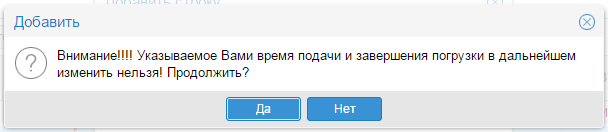 Добавить
Внимание!!!! Указываемое Вами время подачи и завершения погрузки в дальнейшем
изменить нельзя! Продолжить?
Да
Нет